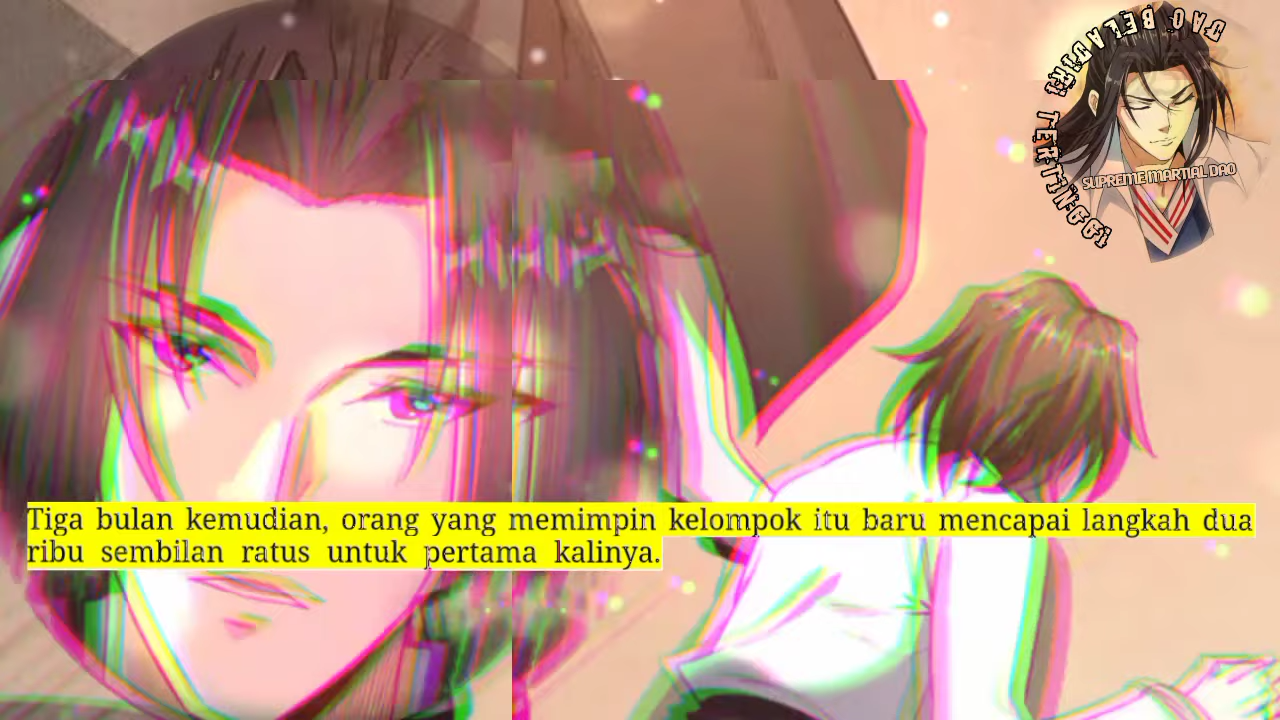 DAO BELADIRI TERTINGGI
SUPREME MARTIAL DAO
Tiga bulan kemudian, orang yang memimpin kelompok itu baru mencapai langkah dua
ribu sembilan ratus untuk pertama kalinya.